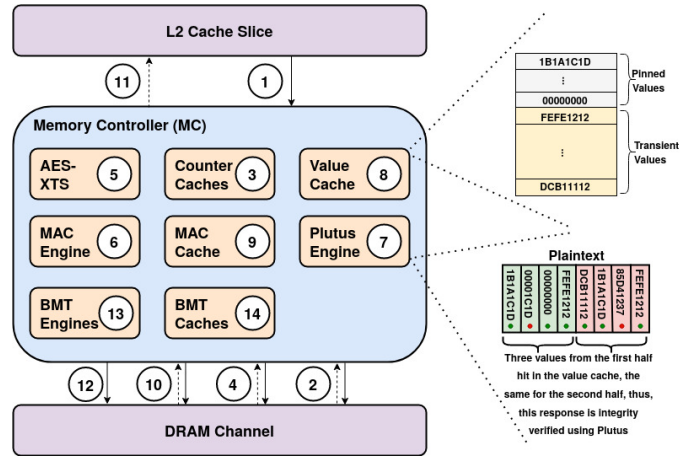 L2 Cache Slice
11
1
Memory Controller (MC)
AES-
XTS
5
Counter
Caches
3
Value
Cache
8
MAC
Engine
6
MAC
Cache
9
Plutus
Engine
7
BMT
Engines
13
BMT
Caches
14
12
10
4
2
DRAM Channel
1B1A1C1D
⋮
00000000
FEFE1212
⋮
DCB11112
Pinned
Values
Transient
Values
Plaintext
1B1A1C1D
00001C1D
00000000
FEFE1212
DCB11112
1B1A1C1D
85D41237
FEFE1212
Three values from the first half
hit in the value cache, the
same for the second half, thus,
this response is integrity
verified using Plutus